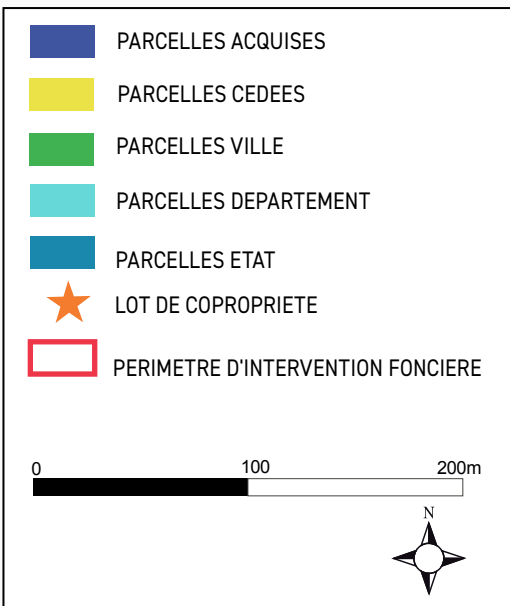 PARCELLES ACQUISES
PARCELLES CEDEES
PARCELLES VILLE
PARCELLES DEPARTEMENT
PARCELLES ETAT
LOT DE COPROPRIETE
PERIMETRE D'INTERVENTION FONCIERE
0 100 200m
N